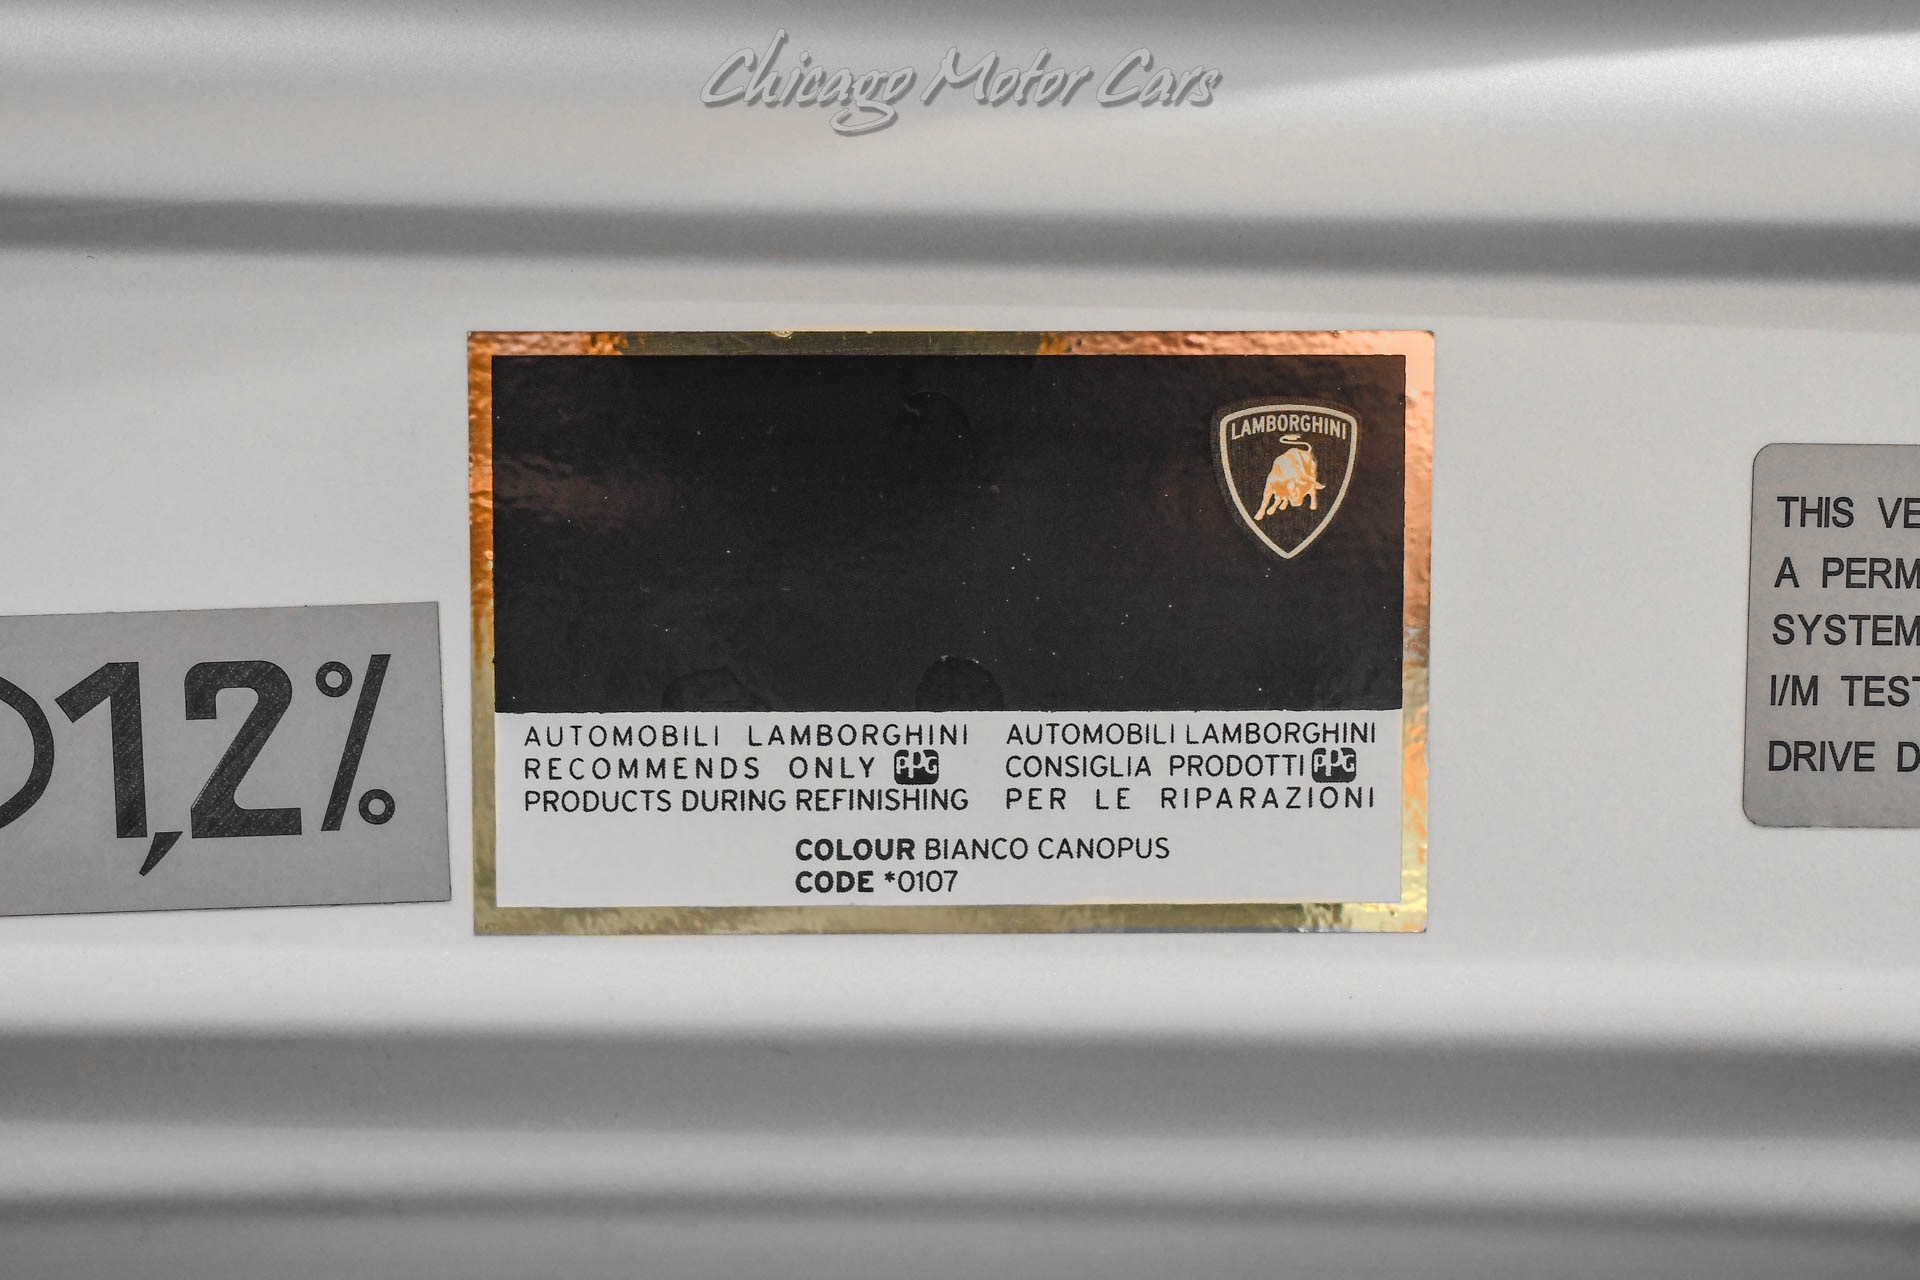 Chicago Motor Cars
LAMBORGHINI
AUTOMOBILI LAMBORGHINI
RECOMMENDS ONLY PPG
PRODUCTS DURING REFINISHING
AUTOMOBILI LAMBORGHINI
CONSIGLIA PRODOTTI PPG
PER LE RIPARAZIONI
COLOUR BIANCO CANOPUS
CODE *0107
1,2%
THIS VE
A PERM
SYSTEM
I/M TEST
DRIVE D